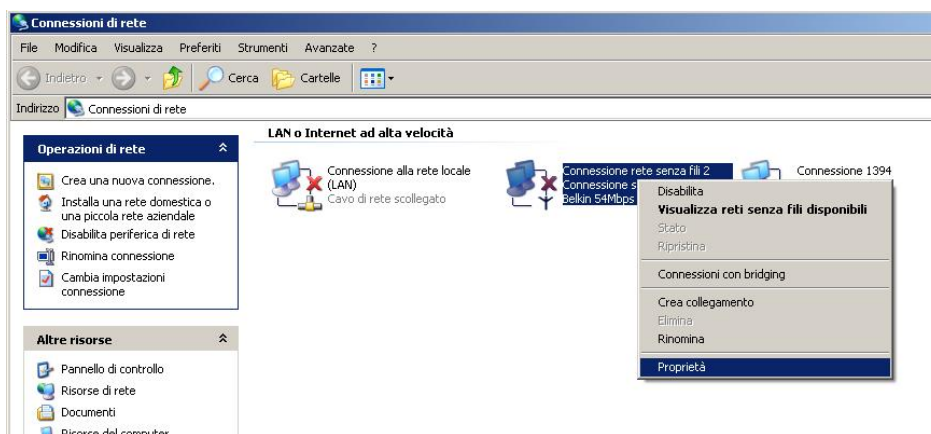 Connessioni di rete
File Modifica Visualizza Preferiti Strumenti Avanzate ?
Indietro Cerca Cartelle
Indirizzo Connessioni di rete
Operazioni di rete
Crea una nuova connessione.
Installa una rete domestica o
una piccola rete aziendale
Disabilita periferica di rete
Rinomina connessione
Cambia impostazioni
connessione
Altre risorse
Pannello di controllo
Risorse di rete
Documenti
Risorse del computer
LAN o Internet ad alta velocità
Connessione alla rete locale
(LAN)
Cavo di rete scollegato
Connessione rete senza fili 2
Connessione s
Belkin 54Mbps
Connessione 1394
Disabilita
Visualizza reti senza fili disponibili
Stato
Ripristina
Connessioni con bridging
Crea collegamento
Elimina
Rinomina
Proprietà